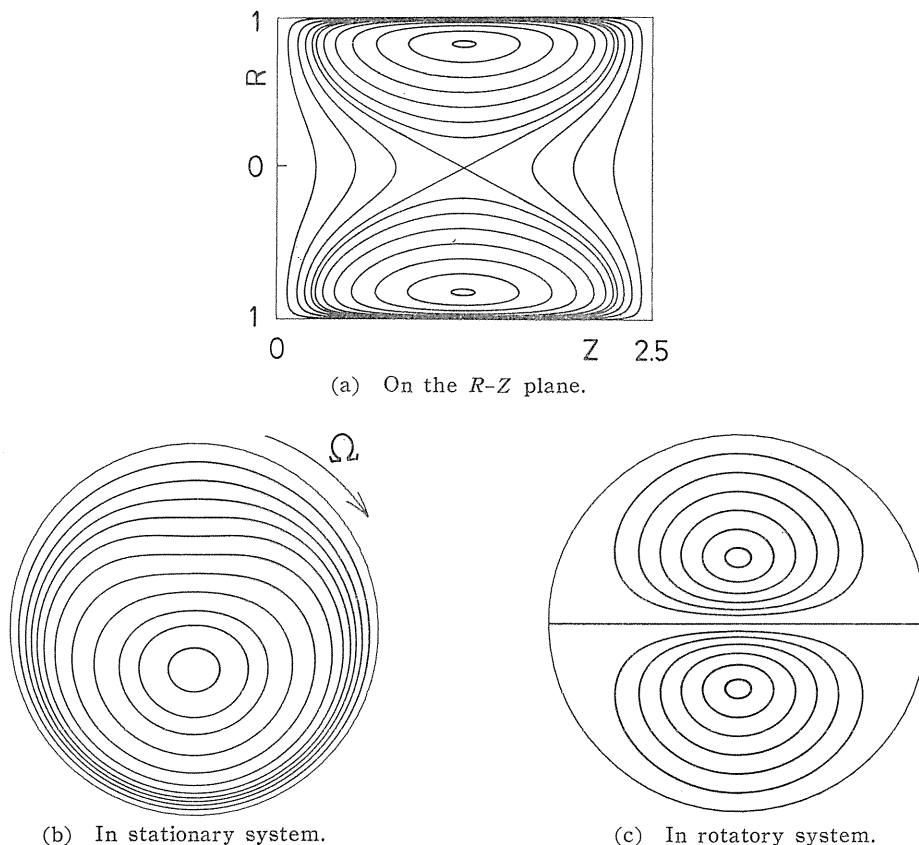 1
R
0
1
0 Z 2.5
(a) On the R-Z plane.
Ω
(b) In stationary system.
(c) In rotatory system.